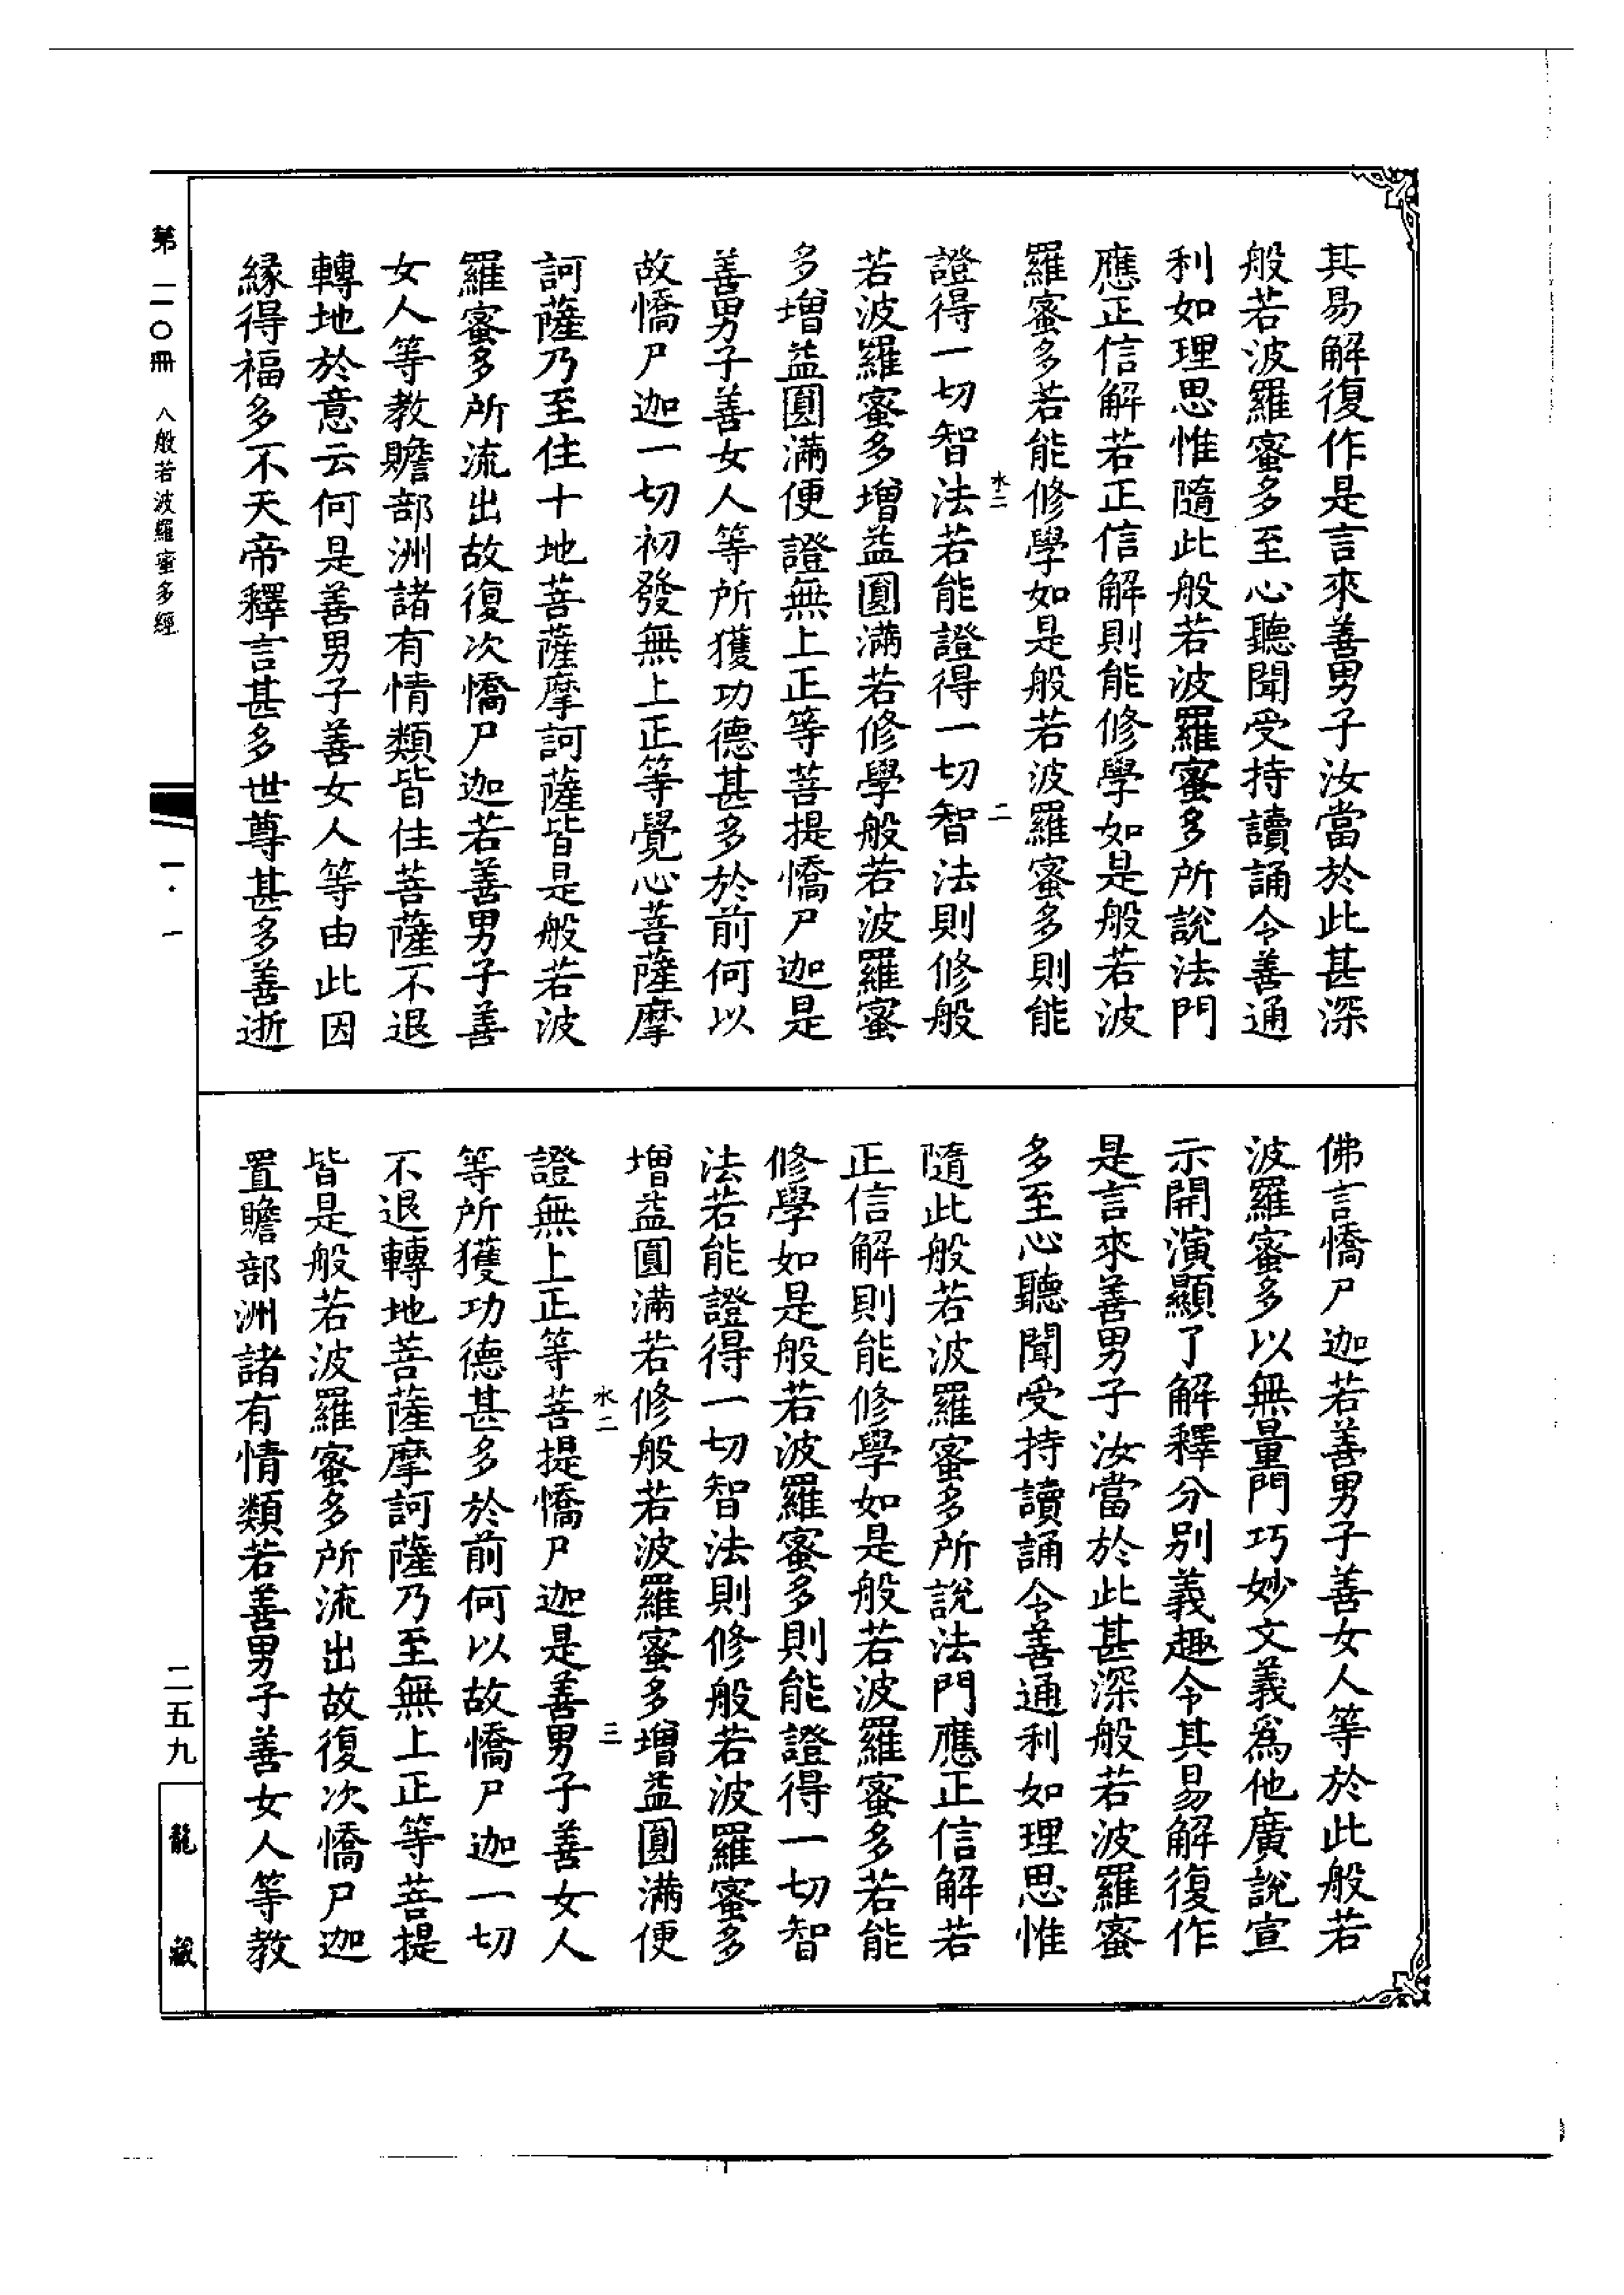 其易解復作是言來善男子汝當於此甚深
般若波羅蜜多至心聽聞受持讀誦令善通
利如理思惟隨此般若波羅蜜多所說法門
應正信解若正信解則能修學如是般若波
羅蜜多若能修學如是般若波羅蜜多則能
水二 二
證得一切智法若能證得一切智法則修般
若波羅蜜多增益圓滿若修學般若波羅蜜
多增益圓滿便證無上正等菩提憍尸迦是
善男子善女人等所獲功德甚多於前何以
故憍尸迦一切初發無上正等覺心菩薩摩
訶薩乃至住十地菩薩摩訶薩皆是般若波
羅蜜多所流出故復次憍尸迦若善男子善
女人等教贍部洲諸有情類皆住菩薩不退
轉地於意云何是善男子善女人等由此因
緣得福多不天帝釋言甚多世尊甚多善逝
佛言憍尸迦若善男子善女人等於此般若
波羅蜜多以無量門巧妙文義為他廣說宣
示開演顯了解釋分別義趣令其易解復作
是言來善男子汝當於此甚深般若波羅蜜
多至心聽聞受持讀誦令善通利如理思惟
隨此般若波羅蜜多所說法門應正信解若
正信解則能修學如是般若波羅蜜多若能
修學如是般若波羅蜜多則能證得一切智
法若能證得一切智法則修般若波羅蜜多
增益圓滿若修般若波羅蜜多增益圓滿便
水二 三
證無上正等菩提憍尸迦是善男子善女人
等所獲功德甚多於前何以故憍尸迦一切
不退轉地菩薩摩訶薩乃至無上正等菩提
皆是般若波羅蜜多所流出故復次憍尸迦
置贍部洲諸有情類若善男子善女人等教
第一二〇冊 八般若波羅蜜多經 一·一
二五九
龍藏